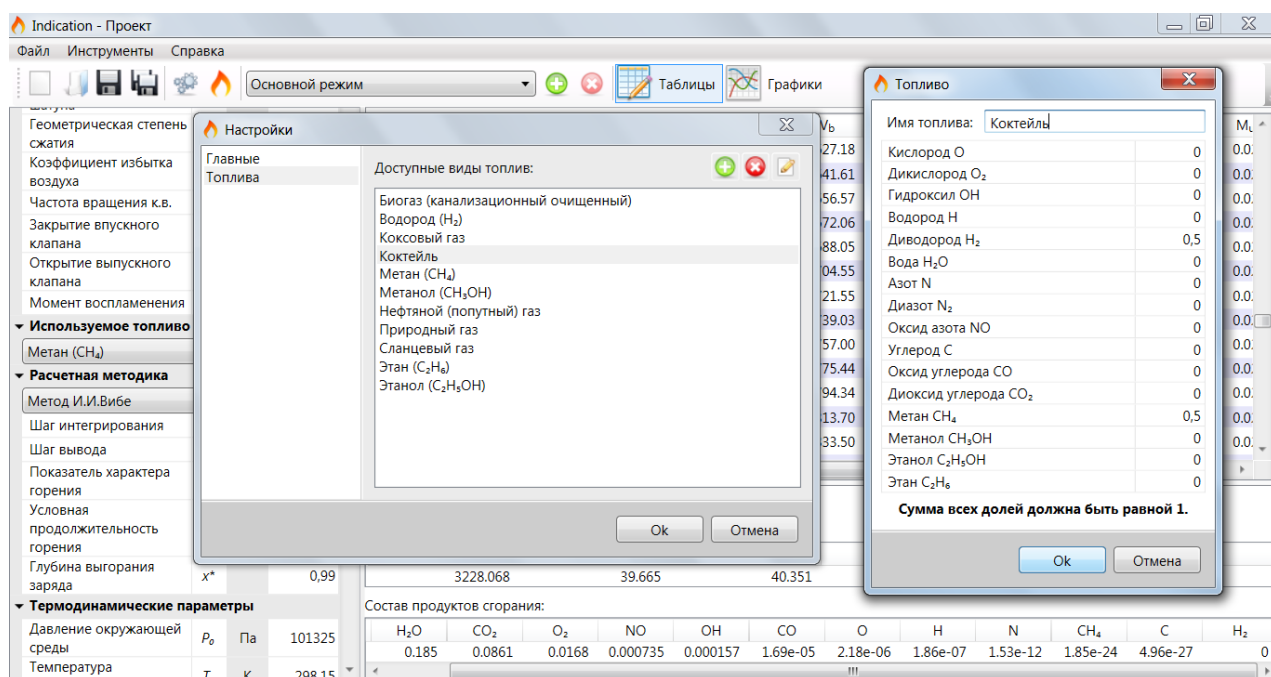 Indication - Проект
Файл Инструменты Справка
Основной режим
Таблицы
Графики
Геометрическая степень
сжатия
Коэффициент избытка
воздуха
Частота вращения к.в.
Закрытие впускного
клапана
Открытие выпускного
клапана
Момент воспламенения
Используемое топливо
Метан (CH₄)
Расчетная методика
Метод И.И.Вибе
Шаг интегрирования
Шаг вывода
Показатель характера
горения
Условная
продолжительность
горения
Глубина выгорания
заряда
x* 0,99
Термодинамические параметры
Давление окружающей
среды
P₀ Па 101325
Температура
К 298.15
Настройки
Главные
Топлива
Доступные виды топлив:
Биогаз (канализационный очищенный)
Водород (H₂)
Коксовый газ
Коктейль
Метан (CH₄)
Метанол (CH₃OH)
Нефтяной (попутный) газ
Природный газ
Сланцевый газ
Этан (C₂H₆)
Этанол (C₂H₅OH)
Ok Отмена
27.18
41.61
56.57
72.06
88.05
04.55
21.55
39.03
57.00
75.44
94.34
13.70
33.50
Топливо
Имя топлива: Коктейль
Кислород O 0
Дикислород O₂ 0
Гидроксил OH 0
Водород H 0
Диводород H₂ 0,5
Вода H₂O 0
Азот N 0
Диазот N₂ 0
Оксид азота NO 0
Углерод C 0
Оксид углерода CO 0
Диоксид углерода CO₂ 0
Метан CH₄ 0,5
Метанол CH₃OH 0
Этанол C₂H₅OH 0
Этан C₂H₆ 0
Сумма всех долей должна быть равной 1.
Ok Отмена
3228.068 39.665 40.351
Состав продуктов сгорания:
H₂O CO₂ O₂ NO OH CO O H N CH₄ C H₂
0.185 0.0861 0.0168 0.000735 0.000157 1.69e-05 2.18e-06 1.86e-07 1.53e-12 1.85e-24 4.96e-27 0